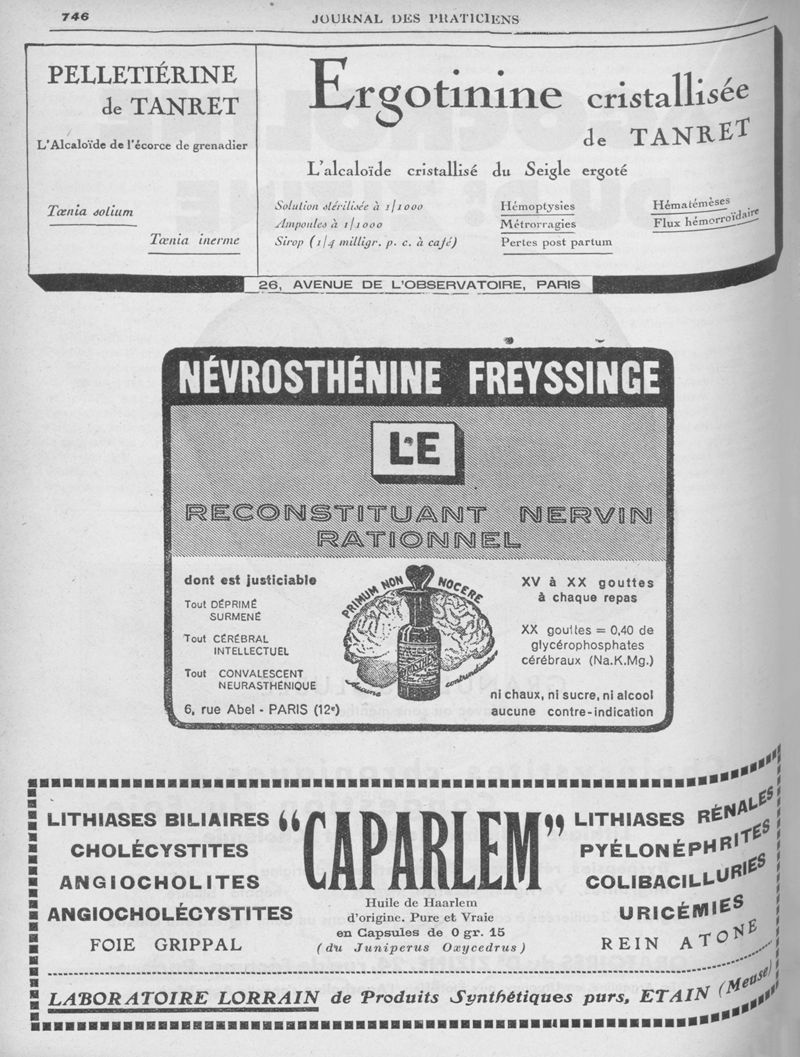 746
JOURNAL DES PRATICIENS
PELLETIÉRINE
de TANRET
L'Alcaloïde de l'écorce de grenadier
Tœnia solium
Tœnia inerme
Ergotinine cristallisée
de TANRET
L'alcaloïde cristallisé du Seigle ergoté
Solution stérilisée à 1/1000
Ampoules à 1/1000
Sirop (1/4 milligr. p. c. à café)
Hémoptysies
Métrorragies
Pertes post partum
Hématémèses
Flux hémorroïdaire
26, AVENUE DE L'OBSERVATOIRE, PARIS
NÉVROSTHÉNINE FREYSSINGE
LE
RECONSTITUANT NERVIN
RATIONNEL
dont est justiciable
Tout DÉPRIMÉ
SURMENÉ
Tout CÉRÉBRAL
INTELLECTUEL
Tout CONVALESCENT
NEURASTHÉNIQUE
6, rue Abel - PARIS (12e)
PRIMUM NON NOCERE
aucune contreindication
XV à XX gouttes
à chaque repas
XX gouttes = 0,40 de
glycérophosphates
cérébraux (Na.K.Mg.)
ni chaux, ni sucre, ni alcool
aucune contre-indication
LITHIASES BILIAIRES
CHOLÉCYSTITES
ANGIOCHOLITES
ANGIOCHOLÉCYSTITES
FOIE GRIPPAL
"CAPARLEM"
Huile de Haarlem
d'origine. Pure et Vraie
en Capsules de 0 gr. 15
(du Juniperus Oxycedrus)
LITHIASES RÉNALES
PYÉLONÉPHRITES
COLIBACILLURIES
URICÉMIES
REIN ATONE
LABORATOIRE LORRAIN de Produits Synthétiques purs, ETAIN (Meuse)